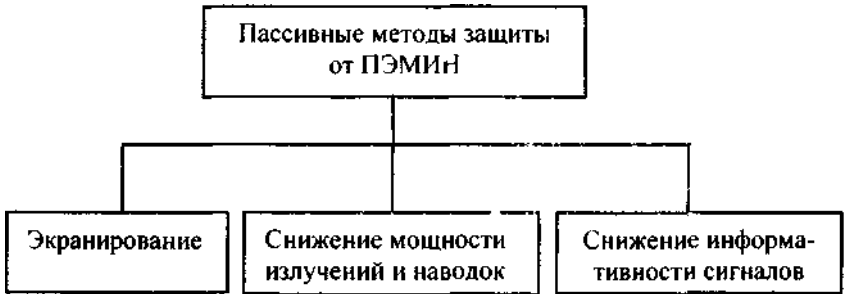 Пассивные методы защиты
от ПЭМИН
Экранирование
Снижение мощности
излучений и наводок
Снижение информа-
тивности сигналов